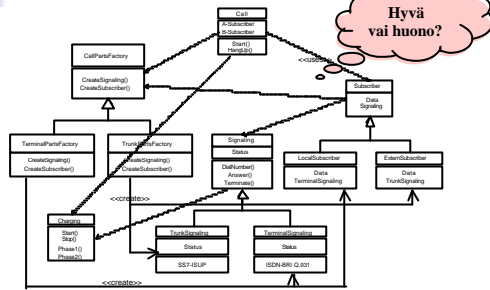 Call
A-Subscriber
B-Subscriber
Start()
HangUp()
Hyvä
vai huono?
<<uses>>
CallPartsFactory
CreateSignaling()
CreateSubscriber()
Subscriber
Data
Signaling
TerminalPartsFactory
CreateSignaling()
CreateSubscriber()
TrunkPartsFactory
CreateSignaling()
CreateSubscriber()
Signaling
Status
DialNumber()
Answer()
Terminate()
LocalSubscriber
Data
TerminalSignaling
ExternSubscriber
Data
TrunkSignaling
<<create>>
Charging
Start()
Stop()
Phase1()
Phase2()
TrunkSignaling
Status
SS7-ISUP
TerminalSignaling
Status
ISDN-BRI Q.931
<<create>>